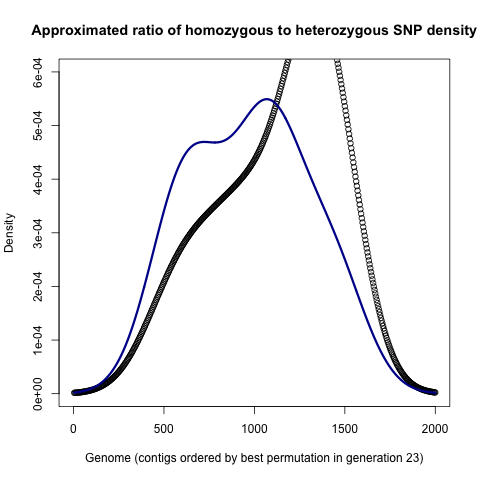 Approximated ratio of homozygous to heterozygous SNP density
6e-04
5e-04
4e-04
3e-04
2e-04
1e-04
0e+00
Density
0 500 1000 1500 2000
Genome (contigs ordered by best permutation in generation 23)